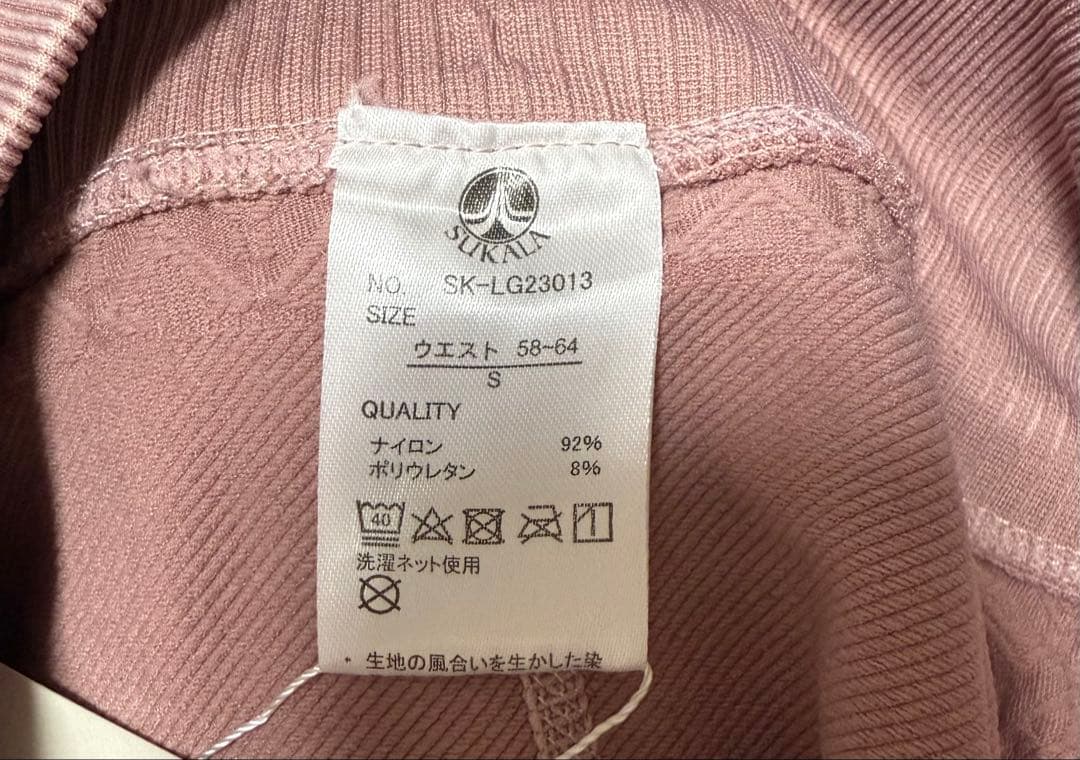 SUKALA
NO. SK-LG23013
SIZE
ウエスト 58~64
S
QUALITY
ナイロン 92%
ポリウレタン 8%
40
洗濯ネット使用
・ 生地の風合いを生かした染